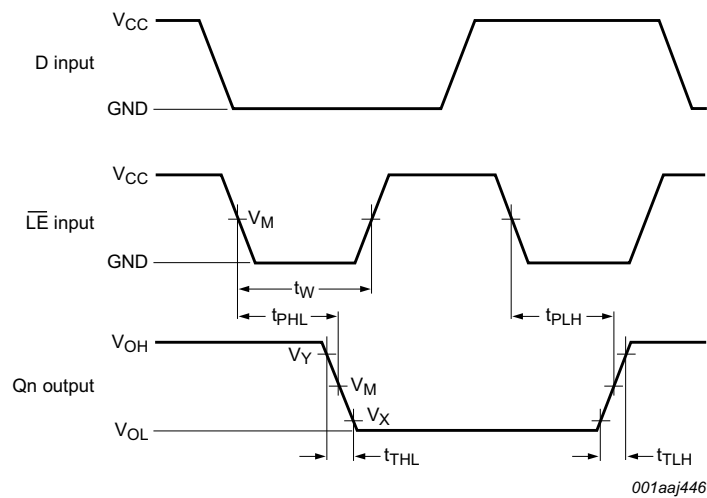 VCC
D input
GND
VCC
LE input
VM
GND
tW
tPHL
tPLH
VOH
VY
Qn output
VM
VX
VOL
tTHL
tTLH
001aaj446